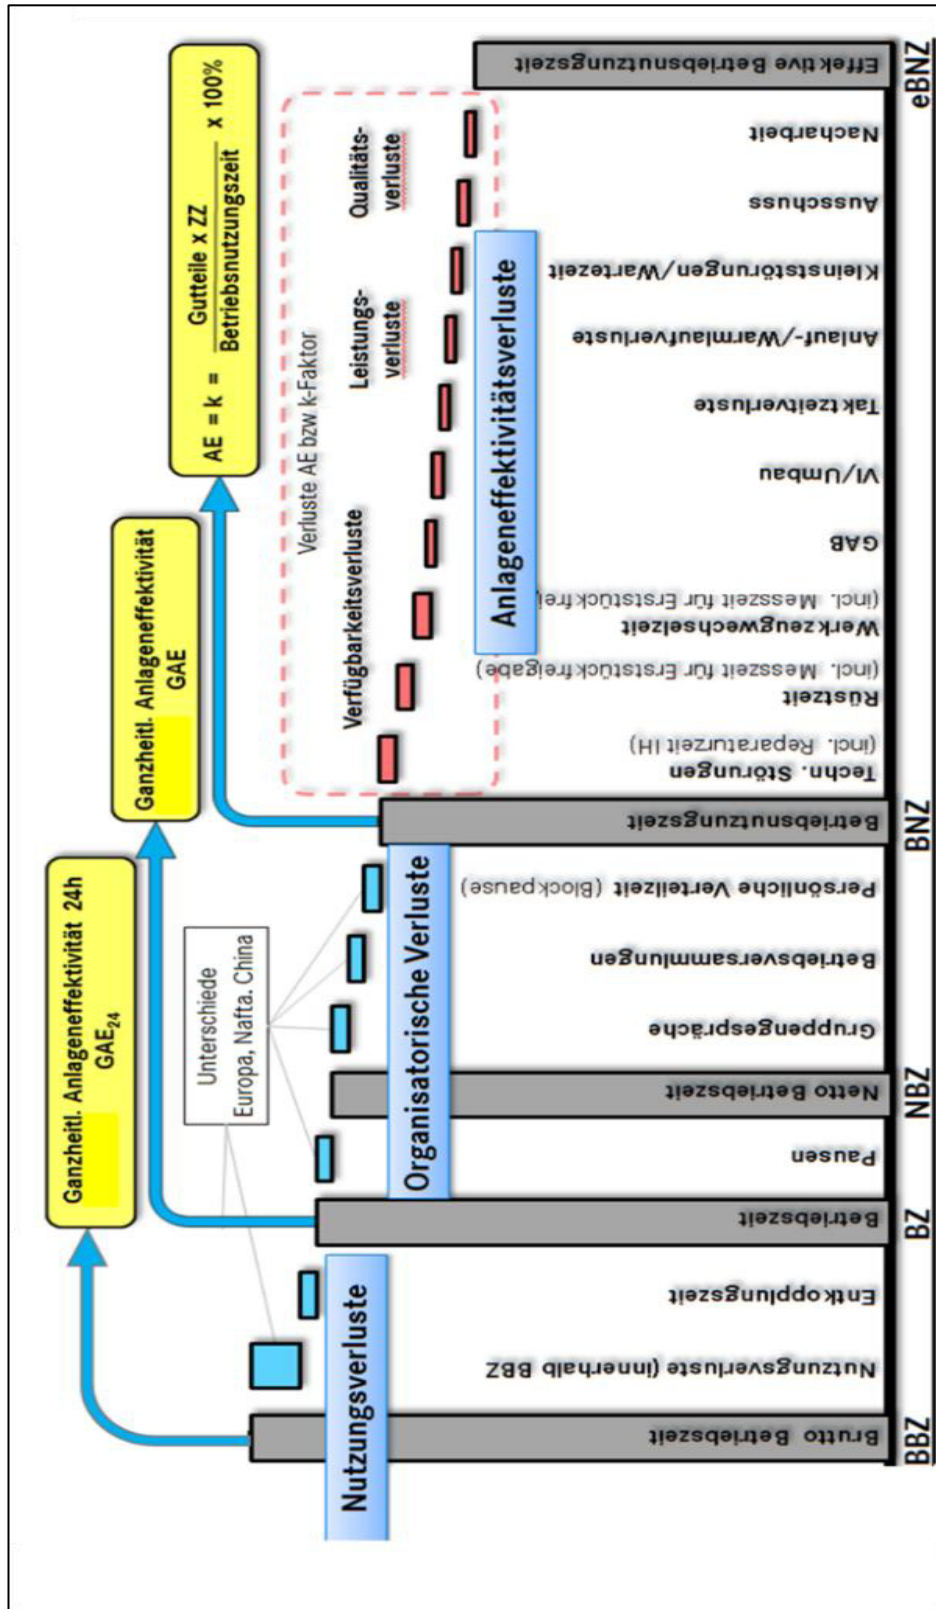 Ganzheitl. Anlageneffektivität 24h
GAE24
Ganzheitl. Anlageneffektivität
GAE
AE = k =
Gutteile x ZZ
Betriebsnutzungszeit
x 100%
Unterschiede
Europa, Nafta. China
Verluste AE bzw k-Faktor
Verfügbarkeitsverluste
Leistungs-
verluste
Qualitäts-
verluste
Nutzungsverluste
Organisatorische Verluste
Anlageneffektivitätsverluste
Brutto Betriebszeit
Nutzungsverluste (innerhalb BBZ
Entkopplungszeit
Betriebszeit
Pausen
Netto Betriebszeit
Gruppengespräche
Betriebsversammlungen
Persönliche Verteilzeit (Blockpause)
Betriebsnutzungszeit
Techn. Störungen
(incl. Reparaturzeit IH)
Rüstzeit
(incl. Messzeit für Erststückfreigabe)
Werkzeugwechselzeit
(incl. Messzeit für Erststückfrei
GAB
VI/Umbau
Taktzeitverluste
Anlauf-/Warmlaufverluste
Kleinststörungen/Wartezeit
Ausschuss
Nacharbeit
Effektive Betriebsnutzungszeit
BBZ
BZ
NBZ
BNZ
eBNZ